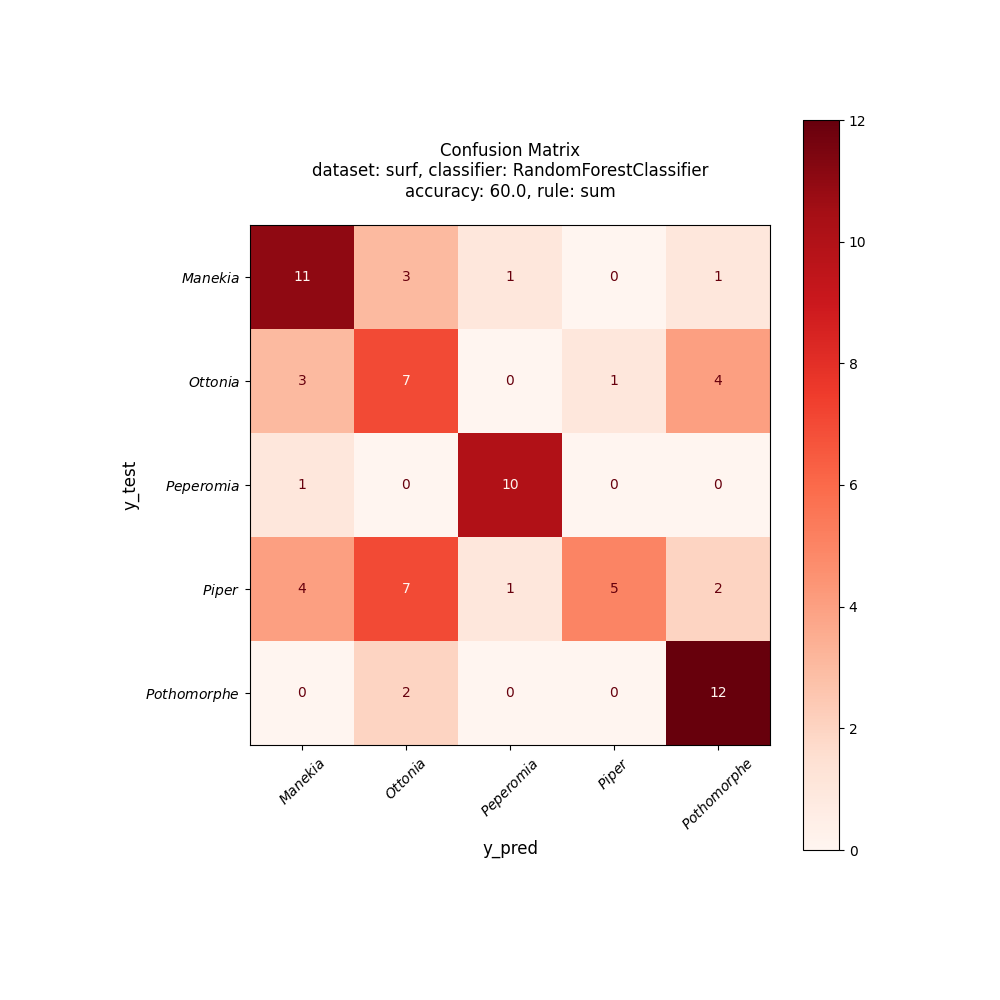 Confusion Matrix
dataset: surf, classifier: RandomForestClassifier
accuracy: 60.0, rule: sum
Manekia 11 3 1 0 1
Ottonia 3 7 0 1 4
Peperomia 1 0 10 0 0
Piper 4 7 1 5 2
Pothomorphe 0 2 0 0 12
Manekia Ottonia Peperomia Piper Pothomorphe
y_test
y_pred
12
10
8
6
4
2
0